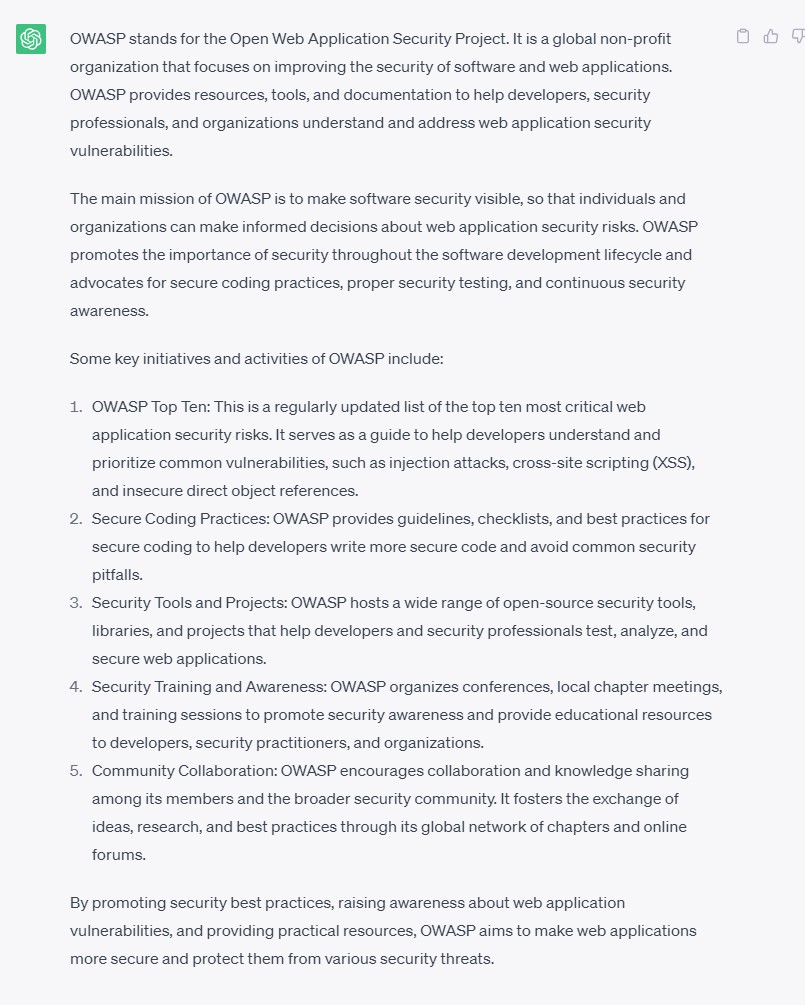 OWASP stands for the Open Web Application Security Project. It is a global non-profit
organization that focuses on improving the security of software and web applications.
OWASP provides resources, tools, and documentation to help developers, security
professionals, and organizations understand and address web application security
vulnerabilities.
The main mission of OWASP is to make software security visible, so that individuals and
organizations can make informed decisions about web application security risks. OWASP
promotes the importance of security throughout the software development lifecycle and
advocates for secure coding practices, proper security testing, and continuous security
awareness.
Some key initiatives and activities of OWASP include:
1. OWASP Top Ten: This is a regularly updated list of the top ten most critical web
application security risks. It serves as a guide to help developers understand and
prioritize common vulnerabilities, such as injection attacks, cross-site scripting (XSS),
and insecure direct object references.
2. Secure Coding Practices: OWASP provides guidelines, checklists, and best practices for
secure coding to help developers write more secure code and avoid common security
pitfalls.
3. Security Tools and Projects: OWASP hosts a wide range of open-source security tools,
libraries, and projects that help developers and security professionals test, analyze, and
secure web applications.
4. Security Training and Awareness: OWASP organizes conferences, local chapter meetings,
and training sessions to promote security awareness and provide educational resources
to developers, security practitioners, and organizations.
5. Community Collaboration: OWASP encourages collaboration and knowledge sharing
among its members and the broader security community. It fosters the exchange of
ideas, research, and best practices through its global network of chapters and online
forums.
By promoting security best practices, raising awareness about web application
vulnerabilities, and providing practical resources, OWASP aims to make web applications
more secure and protect them from various security threats.